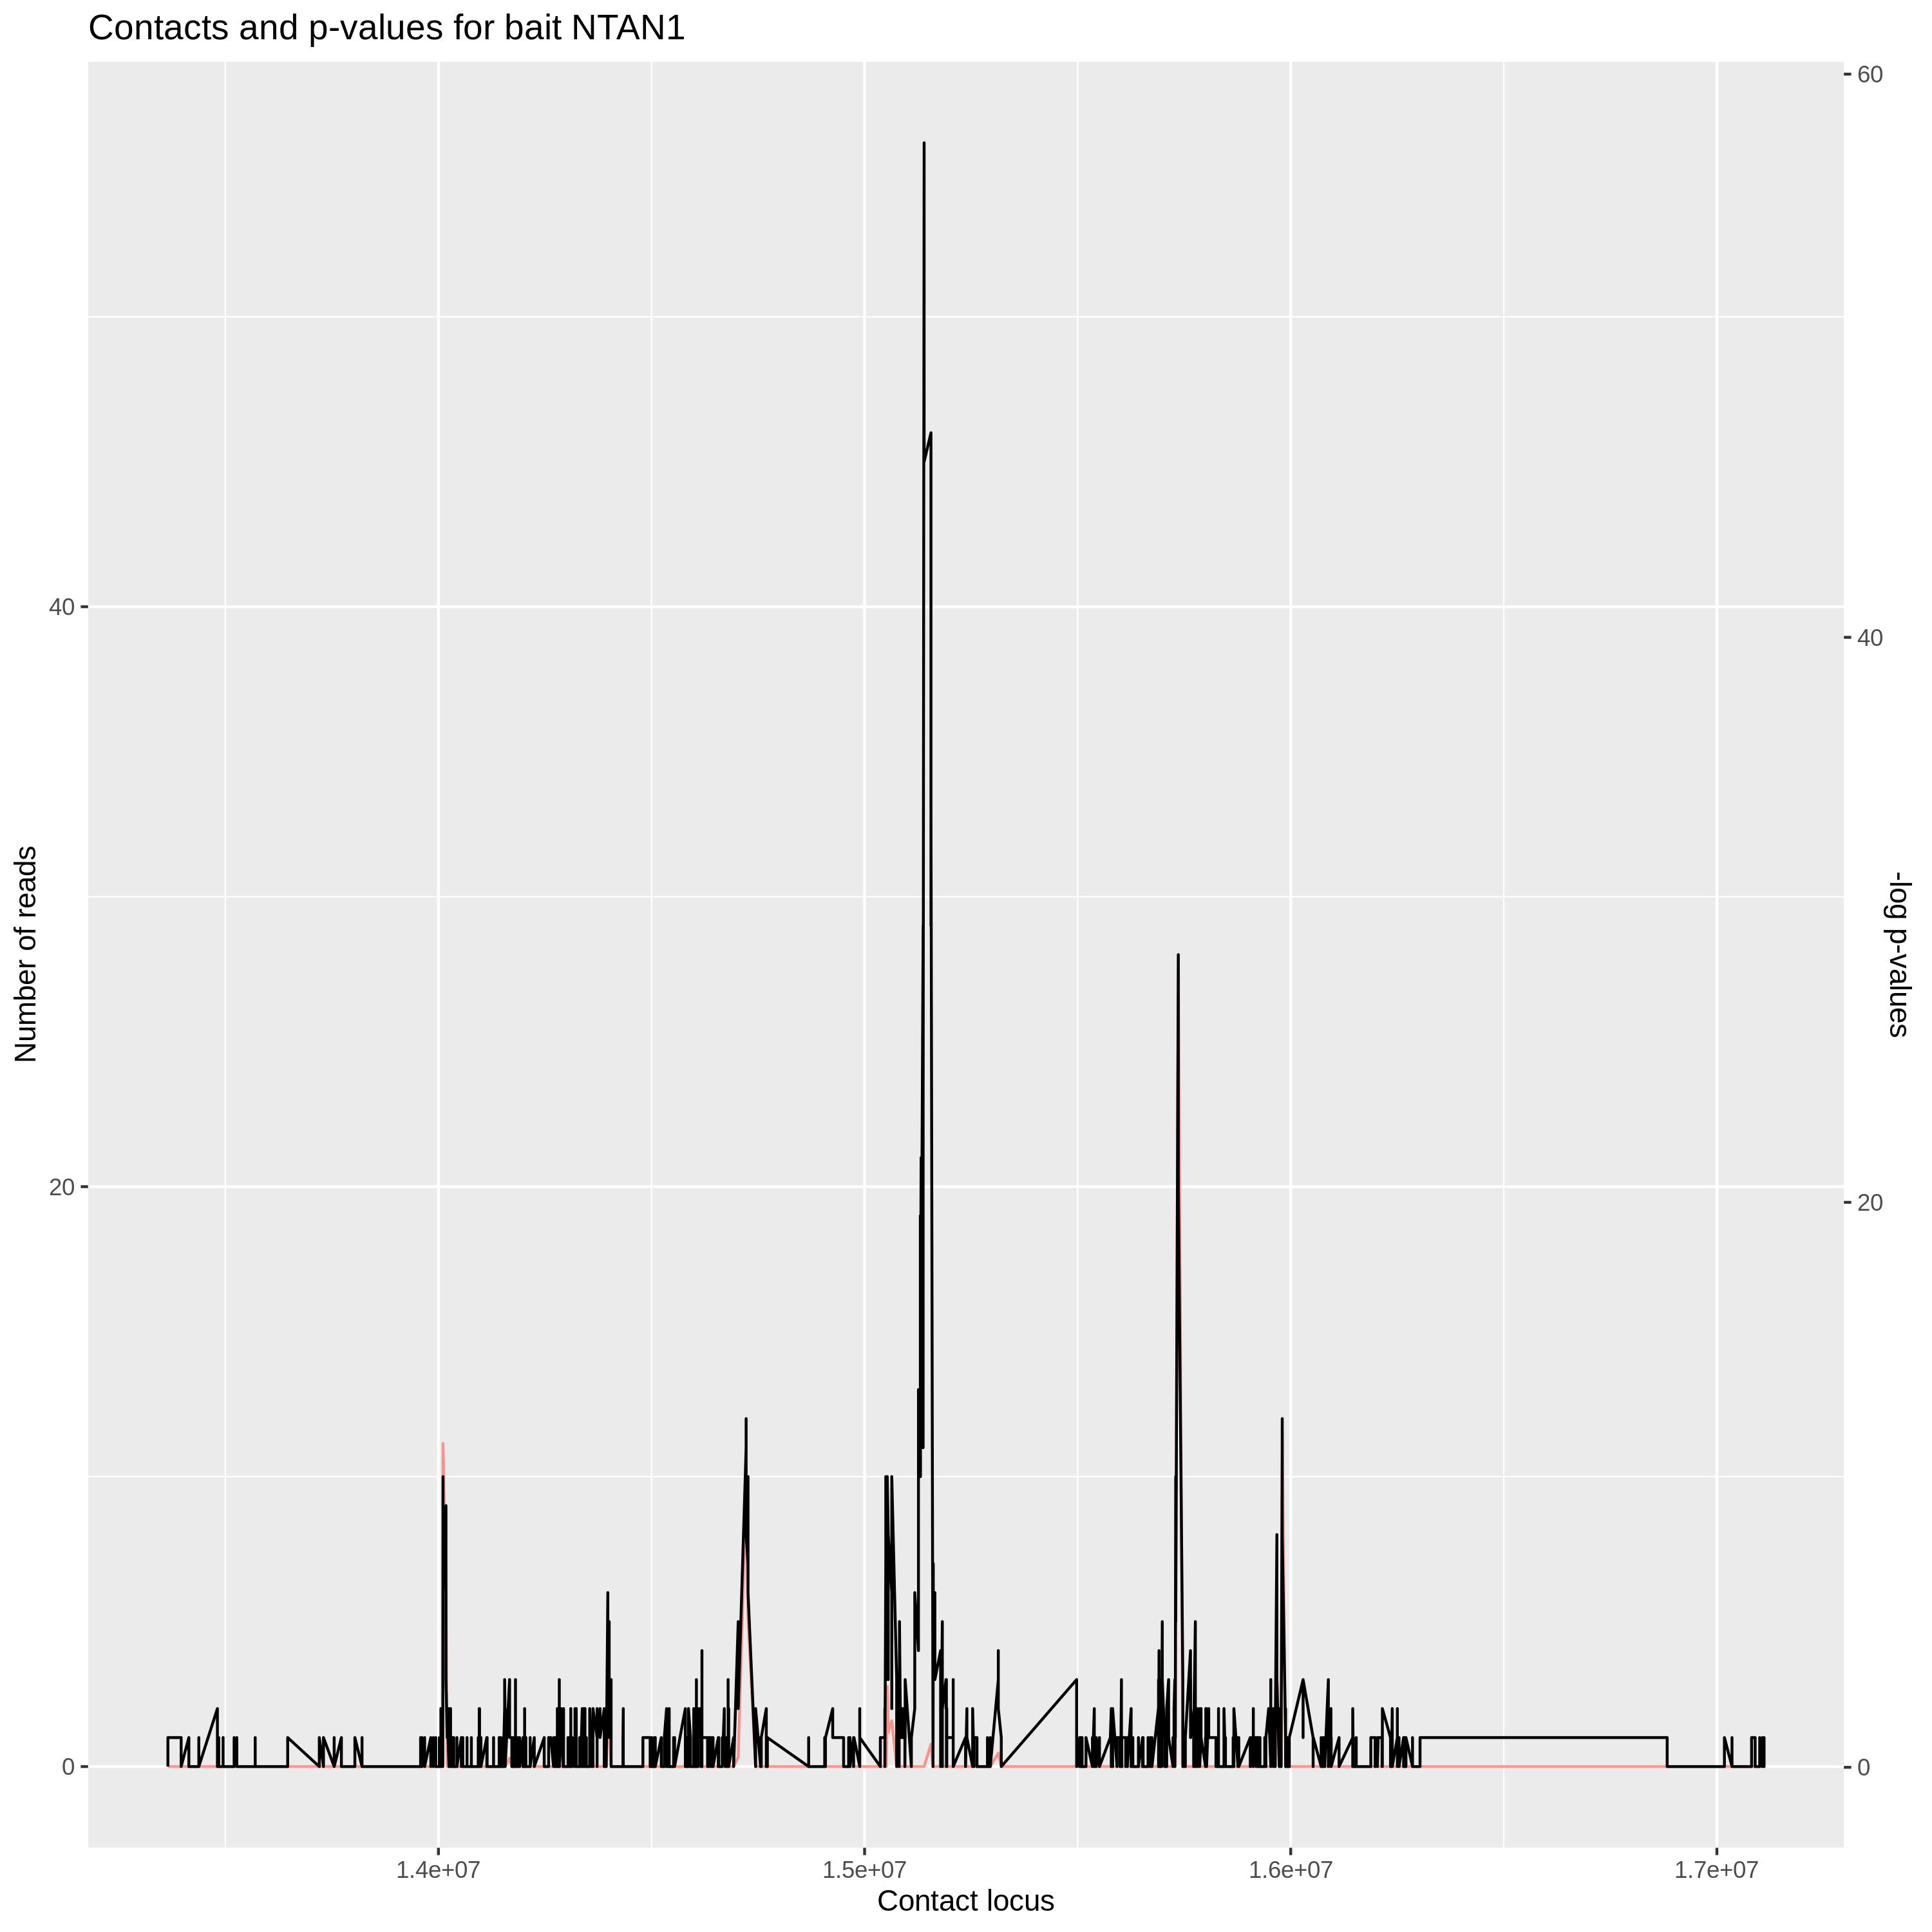 Contacts and p-values for bait NTAN1
60
40
40
20
20
0
0
Number of reads
-log p-values
1.4e+07
1.5e+07
1.6e+07
1.7e+07
Contact locus